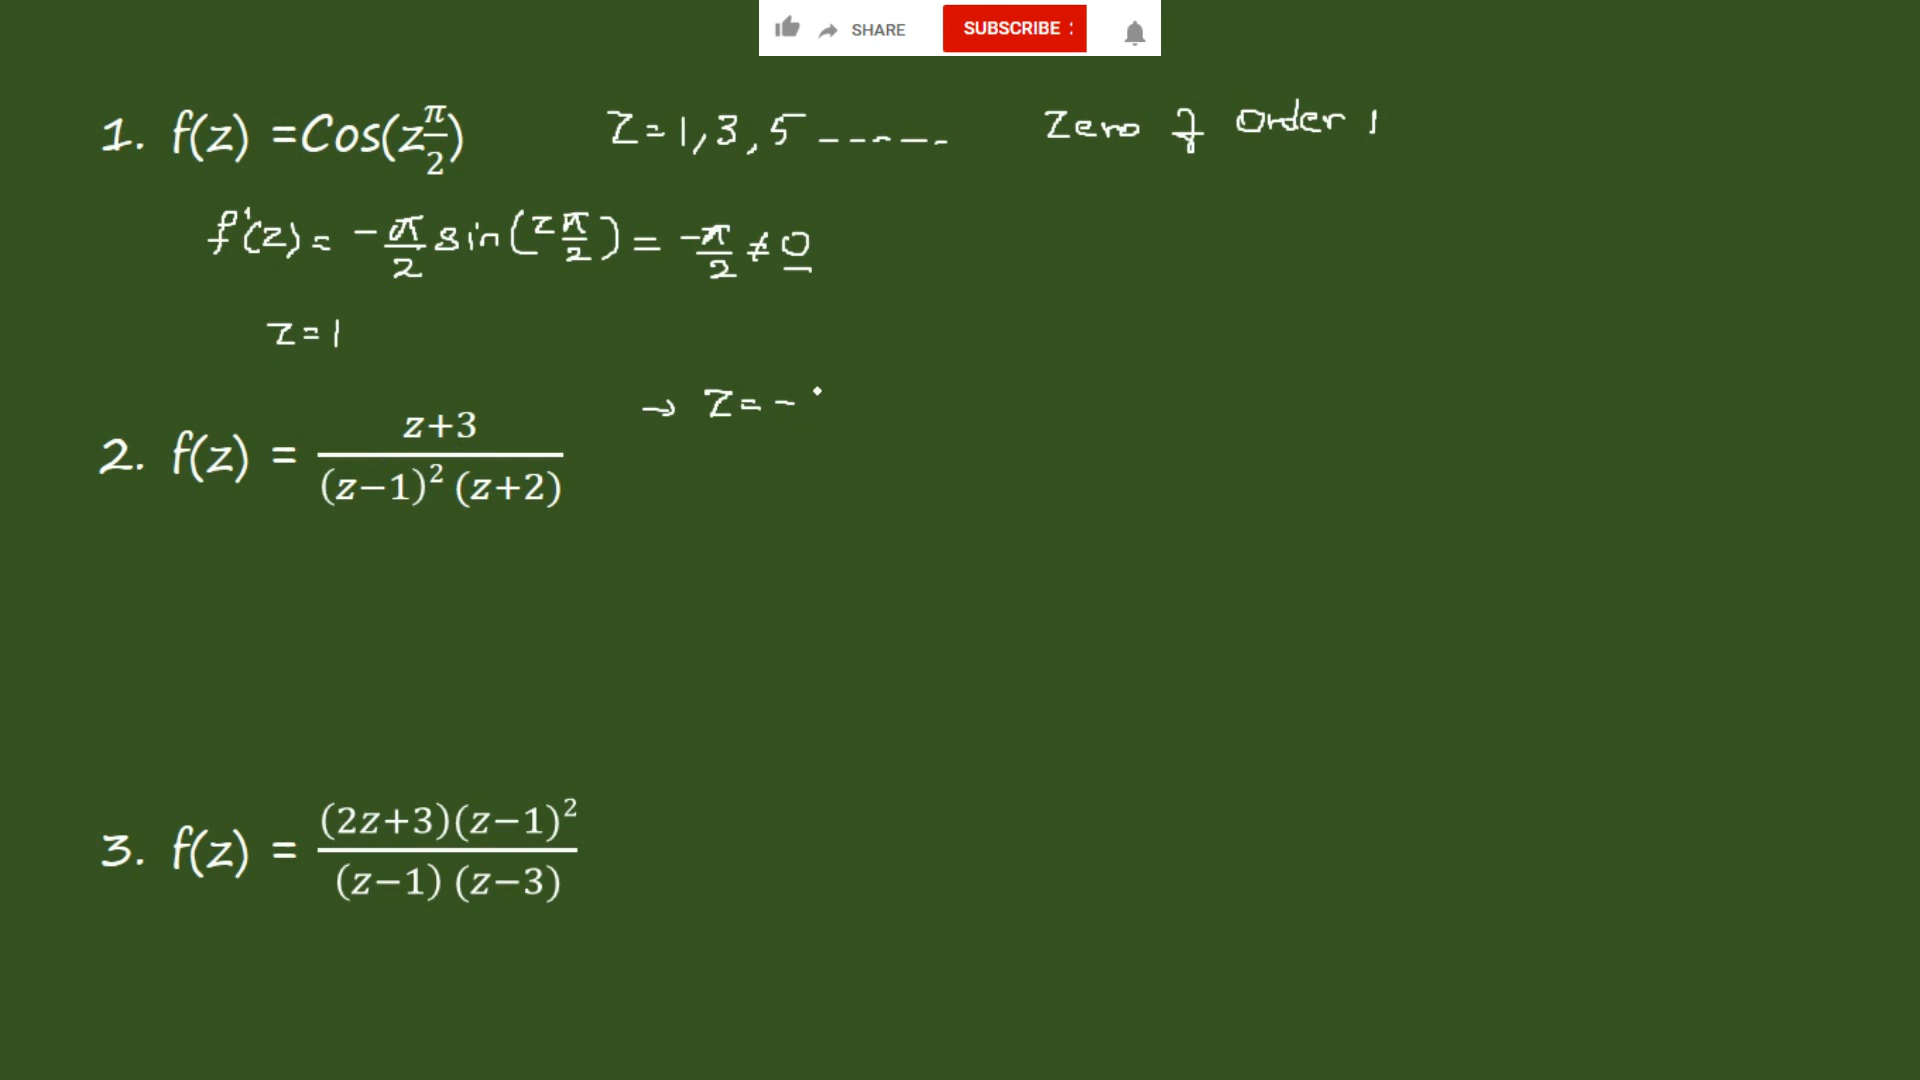 SHARE SUBSCRIBE
1. f(z) =Cos(z π/2) Z = 1, 3, 5 ------ Zero of order 1
f'(z) = -π/2 sin(zπ/2) = -π/2 ≠ 0
z = 1
→ Z = -
2. f(z) = z+3 / (z−1)² (z+2)
3. f(z) = (2z+3)(z−1)² / (z−1) (z−3)